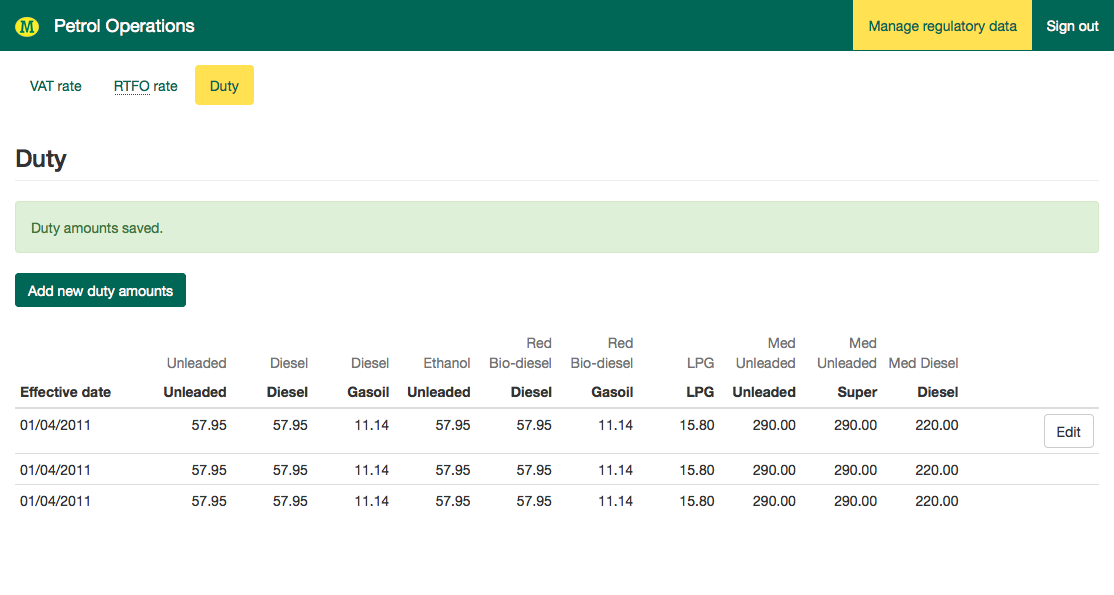 M Petrol Operations Manage regulatory data Sign out
VAT rate RTFO rate Duty
Duty
Duty amounts saved.
Add new duty amounts
Red Red Med Med
Unleaded Diesel Diesel Ethanol Bio-diesel Bio-diesel LPG Unleaded Unleaded Med Diesel
Effective date Unleaded Diesel Gasoil Unleaded Diesel Gasoil LPG Unleaded Super Diesel
01/04/2011 57.95 57.95 11.14 57.95 57.95 11.14 15.80 290.00 290.00 220.00 Edit
01/04/2011 57.95 57.95 11.14 57.95 57.95 11.14 15.80 290.00 290.00 220.00
01/04/2011 57.95 57.95 11.14 57.95 57.95 11.14 15.80 290.00 290.00 220.00